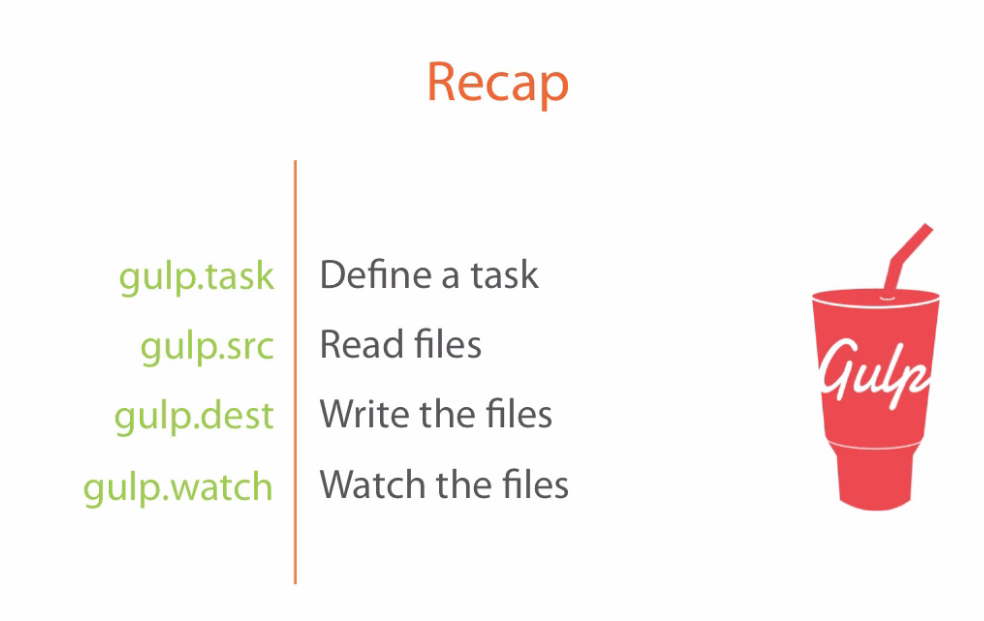 Recap
gulp.task Define a task
gulp.src Read files
gulp.dest Write the files
gulp.watch Watch the files
Gulp